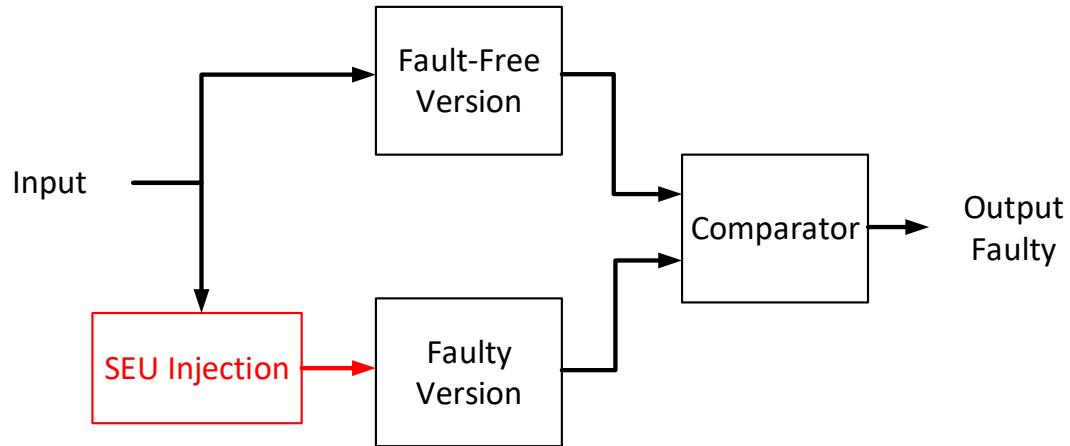 Fault-Free
Version
Input
Comparator
Output
Faulty
SEU Injection
Faulty
Version